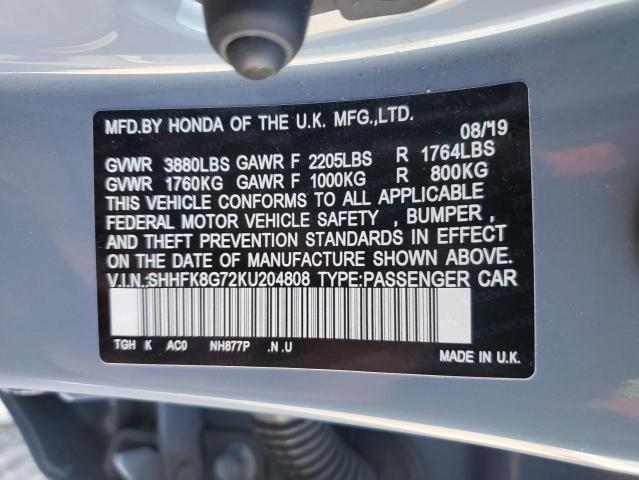 MFD.BY HONDA OF THE U.K. MFG.,LTD.
08/19
GVWR 3880LBS GAWR F 2205LBS R 1764LBS
GVWR 1760KG GAWR F 1000KG R 800KG
THIS VEHICLE CONFORMS TO ALL APPLICABLE
FEDERAL MOTOR VEHICLE SAFETY , BUMPER ,
AND THEFT PREVENTION STANDARDS IN EFFECT
ON THE DATE OF MANUFACTURE SHOWN ABOVE.
V.I.N.:SHHFK8G72KU204808 TYPE:PASSENGER CAR
TGH K AC0 NH877P .N.U
MADE IN U.K.